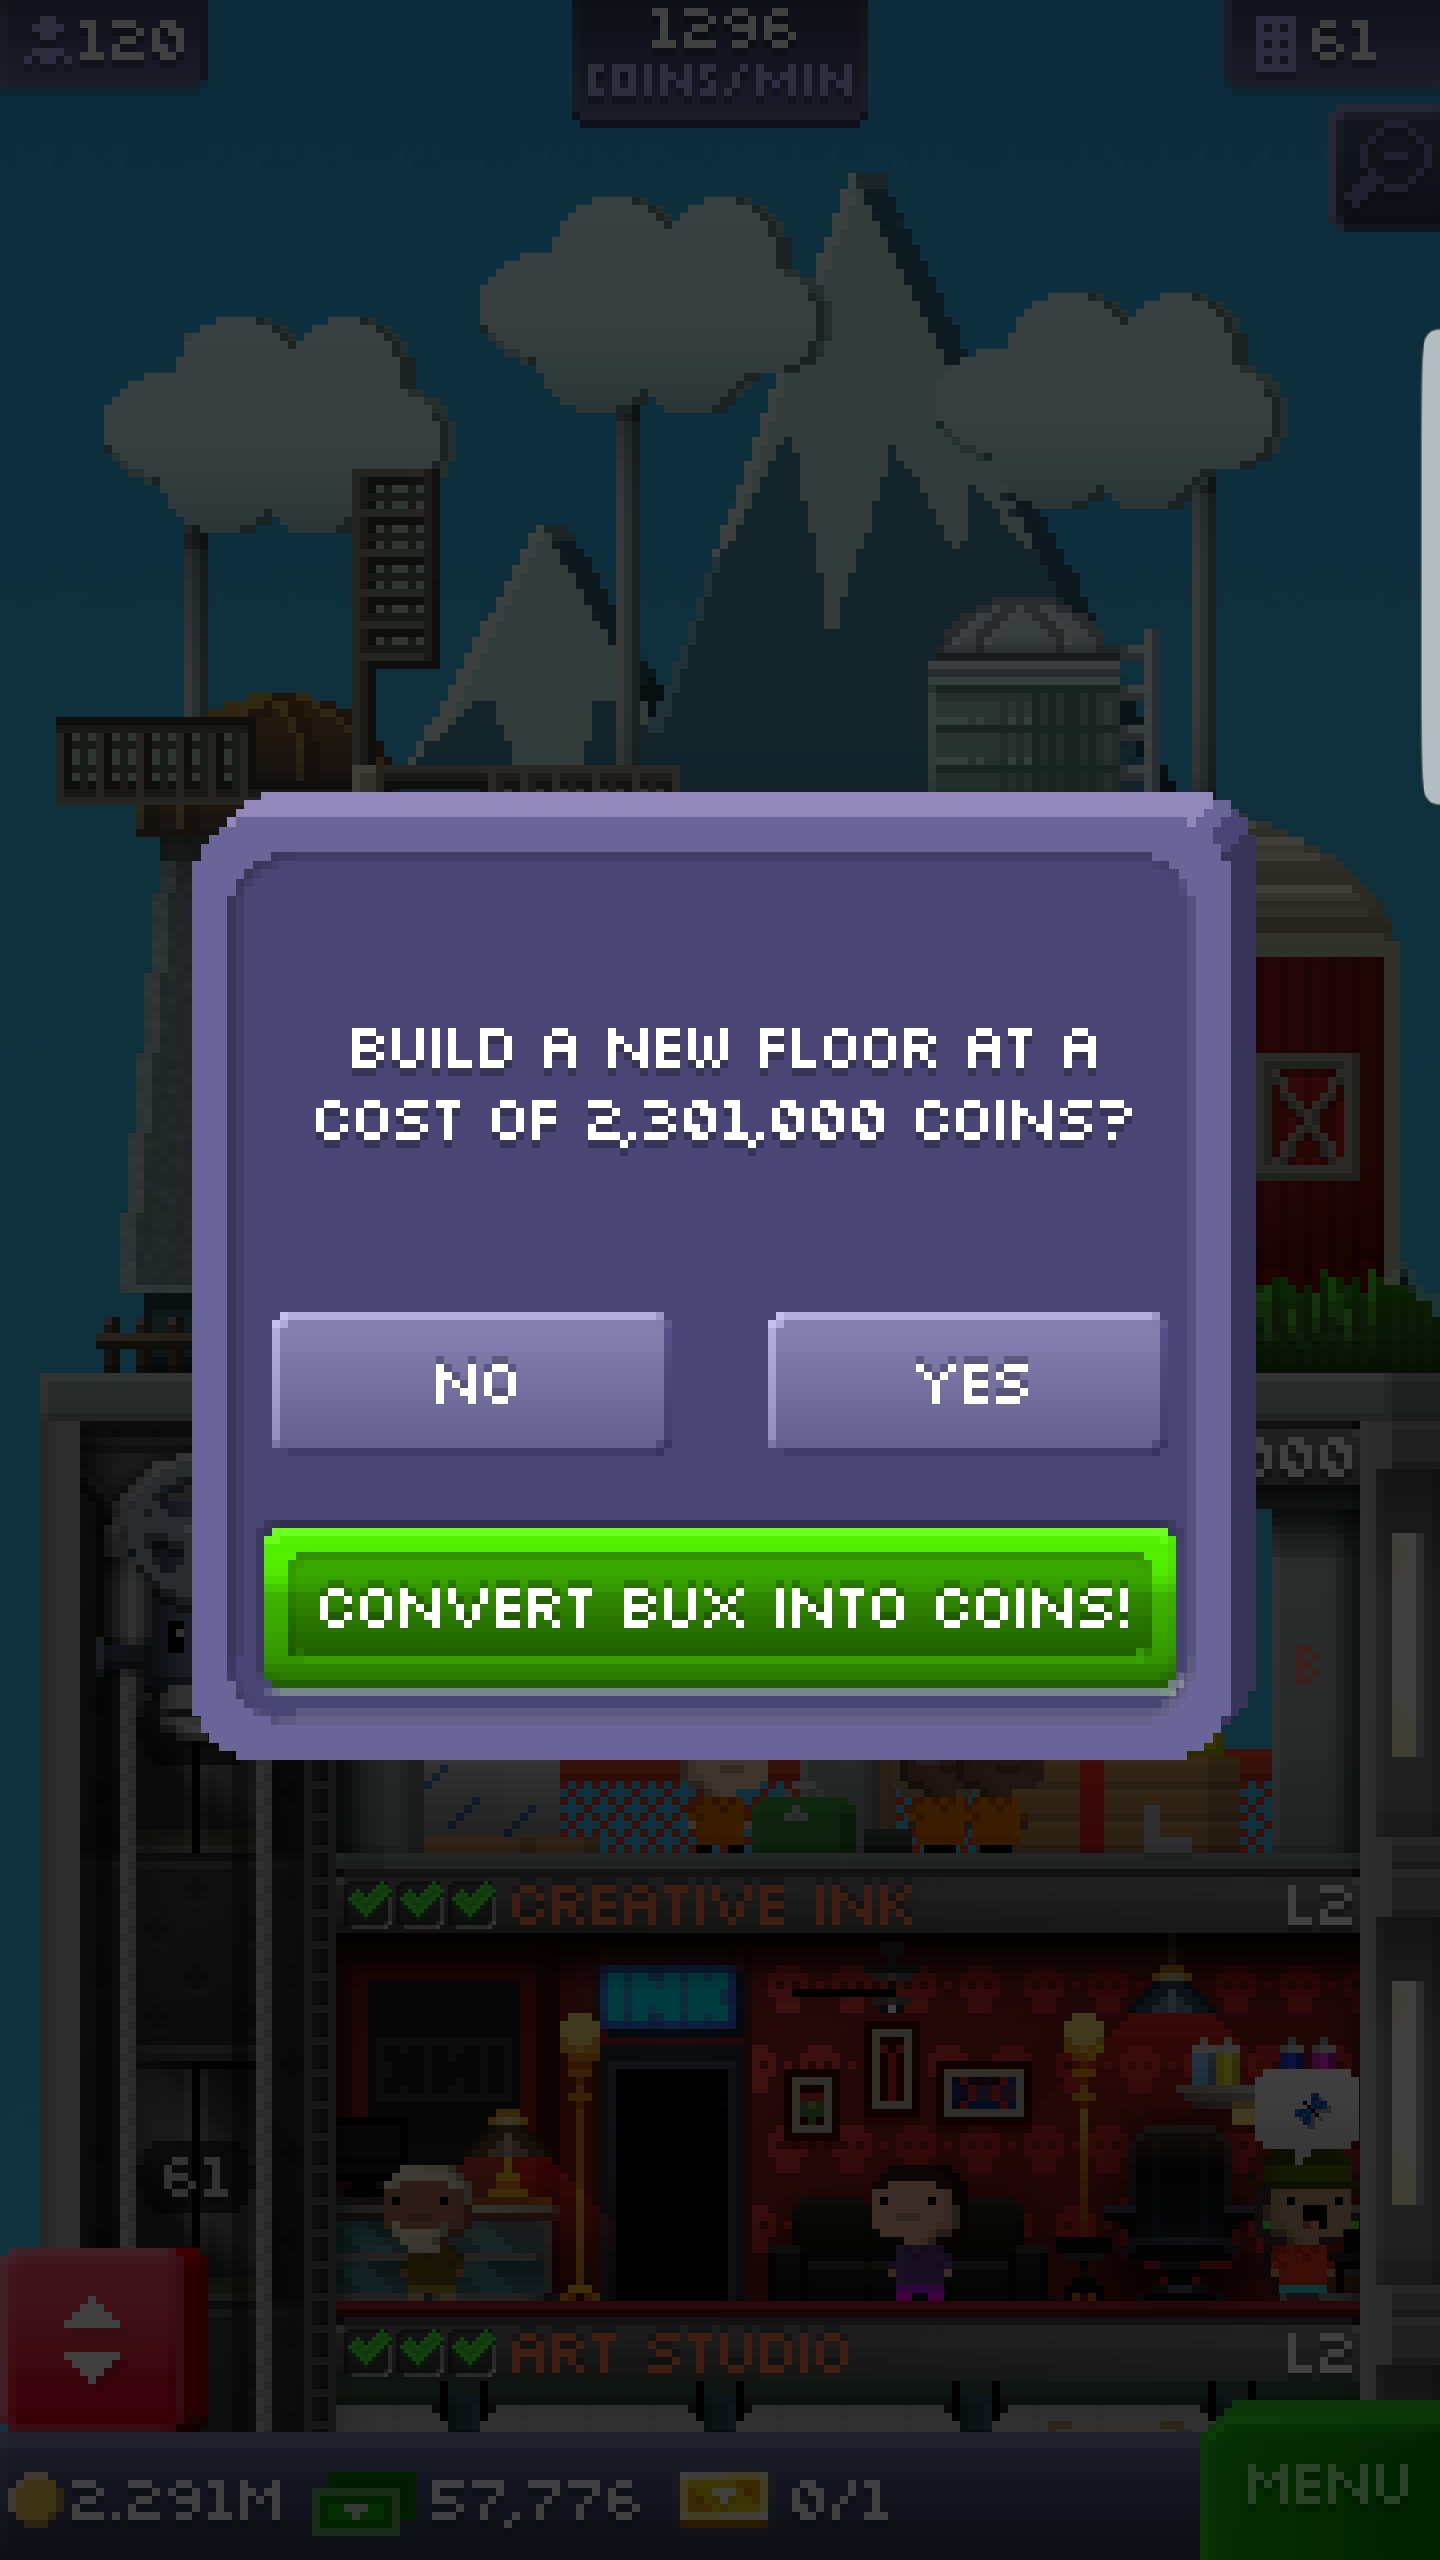 120
1296
COINS/MIN
61
BUILD A NEW FLOOR AT A
COST OF 2,301,000 COINS?
NO
YES
000
CONVERT BUX INTO COINS!
B
CREATIVE INK
L2
INK
61
ART STUDIO
L2
2.291M
57,776
0/1
MENU